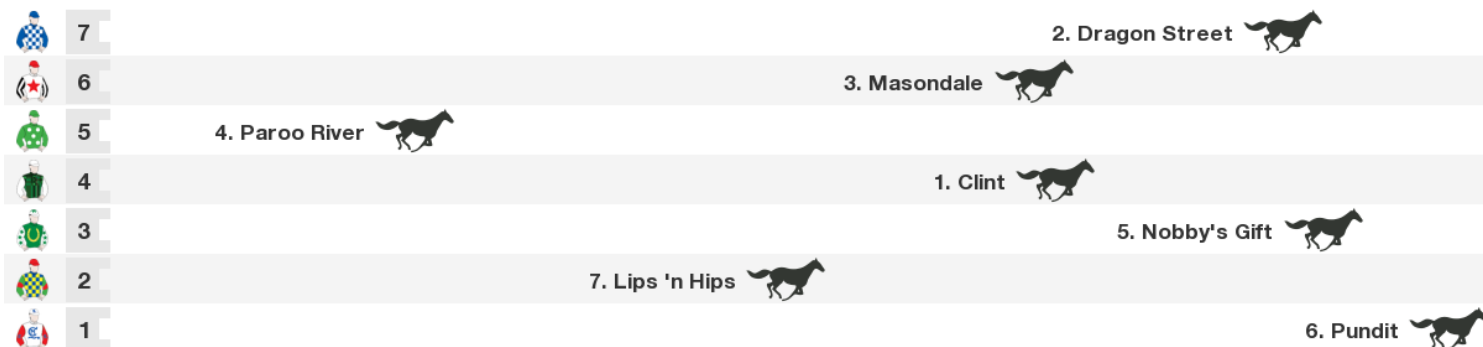 7 2. Dragon Street
6 3. Masondale
5 4. Paroo River
4 1. Clint
3 5. Nobby's Gift
2 7. Lips 'n Hips
1 6. Pundit